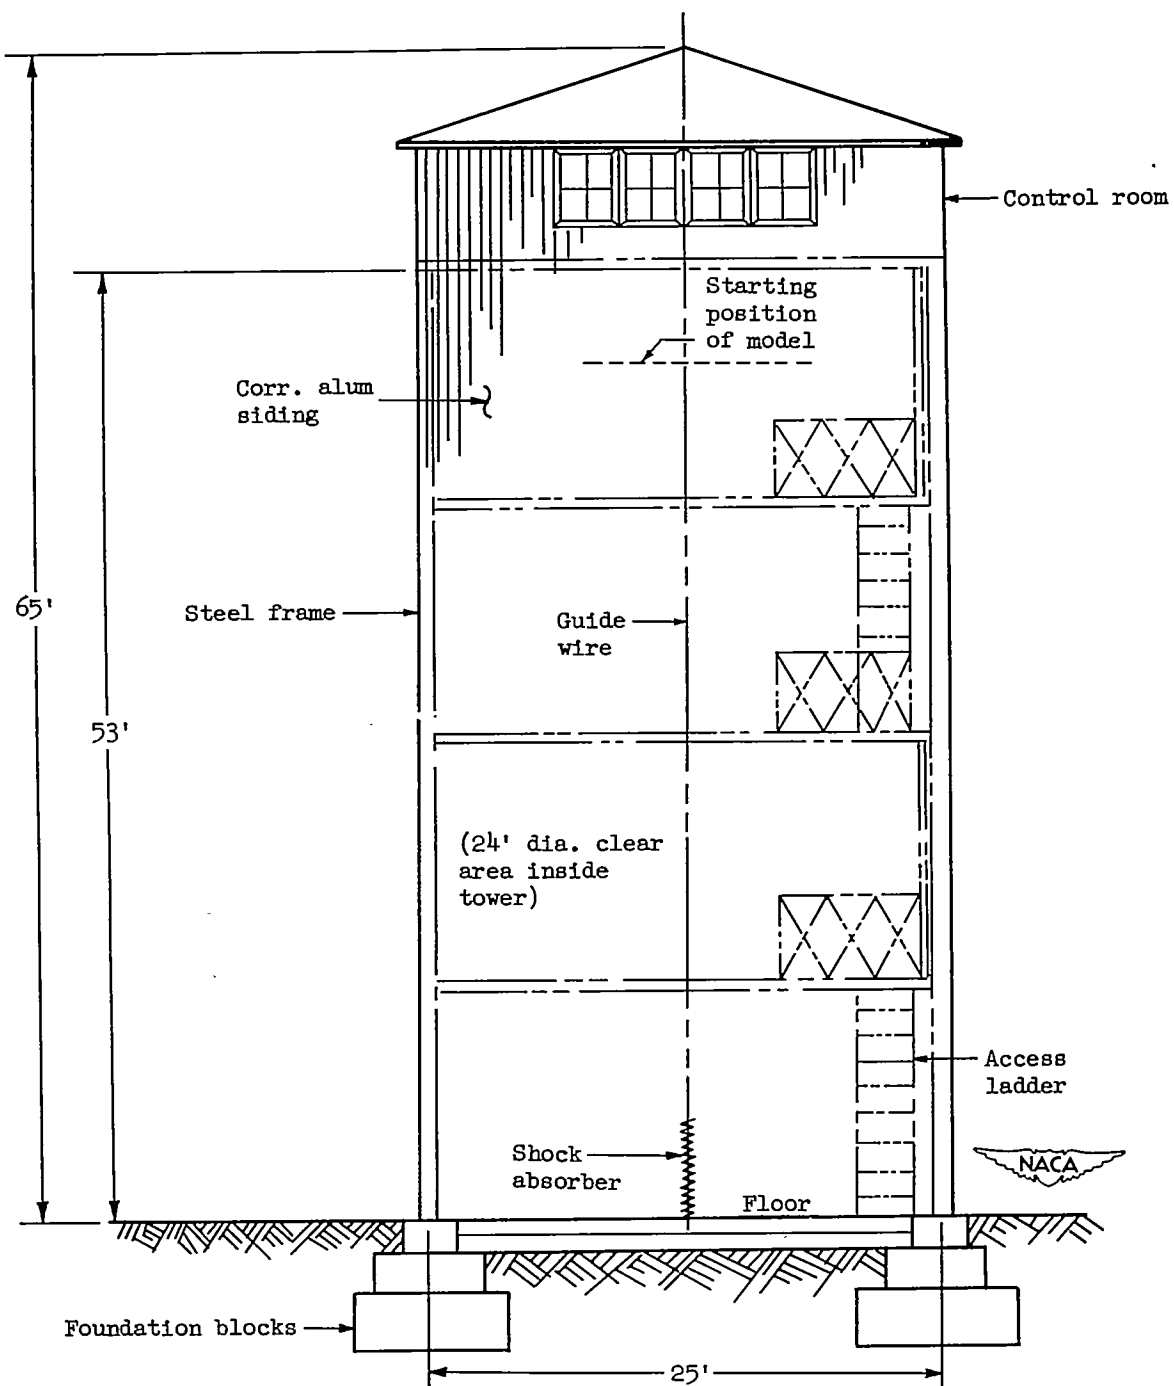 Control room
Starting
position
of model
Corr. alum
siding
65'
Steel frame
Guide
wire
53'
(24' dia. clear
area inside
tower)
Access
ladder
Shock
absorber
NACA
Floor
Foundation blocks
25'